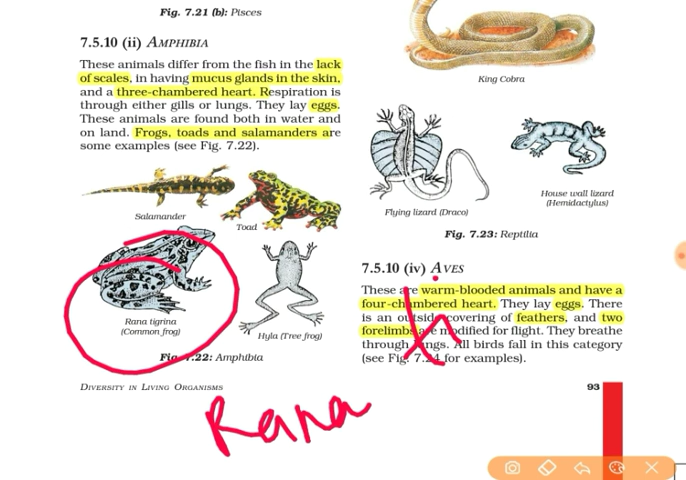 Fig. 7.21 (b): Pisces
7.5.10 (ii) AMPHIBIA
These animals differ from the fish in the lack
of scales, in having mucus glands in the skin,
and a three-chambered heart. Respiration is
through either gills or lungs. They lay eggs.
These animals are found both in water and
on land. Frogs, toads and salamanders are
some examples (see Fig. 7.22).
Salamander
Toad
Rana tigrina
(Common frog)
Hyla (Tree frog)
Fig. 7.22: Amphibia
DIVERSITY IN LIVING ORGANISMS
Rana
King Cobra
Flying lizard (Draco)
House wall lizard
(Hemidactylus)
Fig. 7.23: Reptilia
7.5.10 (iv) AVES
These are warm-blooded animals and have a
four-chambered heart. They lay eggs. There
is an outside covering of feathers, and two
forelimbs are modified for flight. They breathe
through lungs. All birds fall in this category
(see Fig. 7.24 for examples).
93